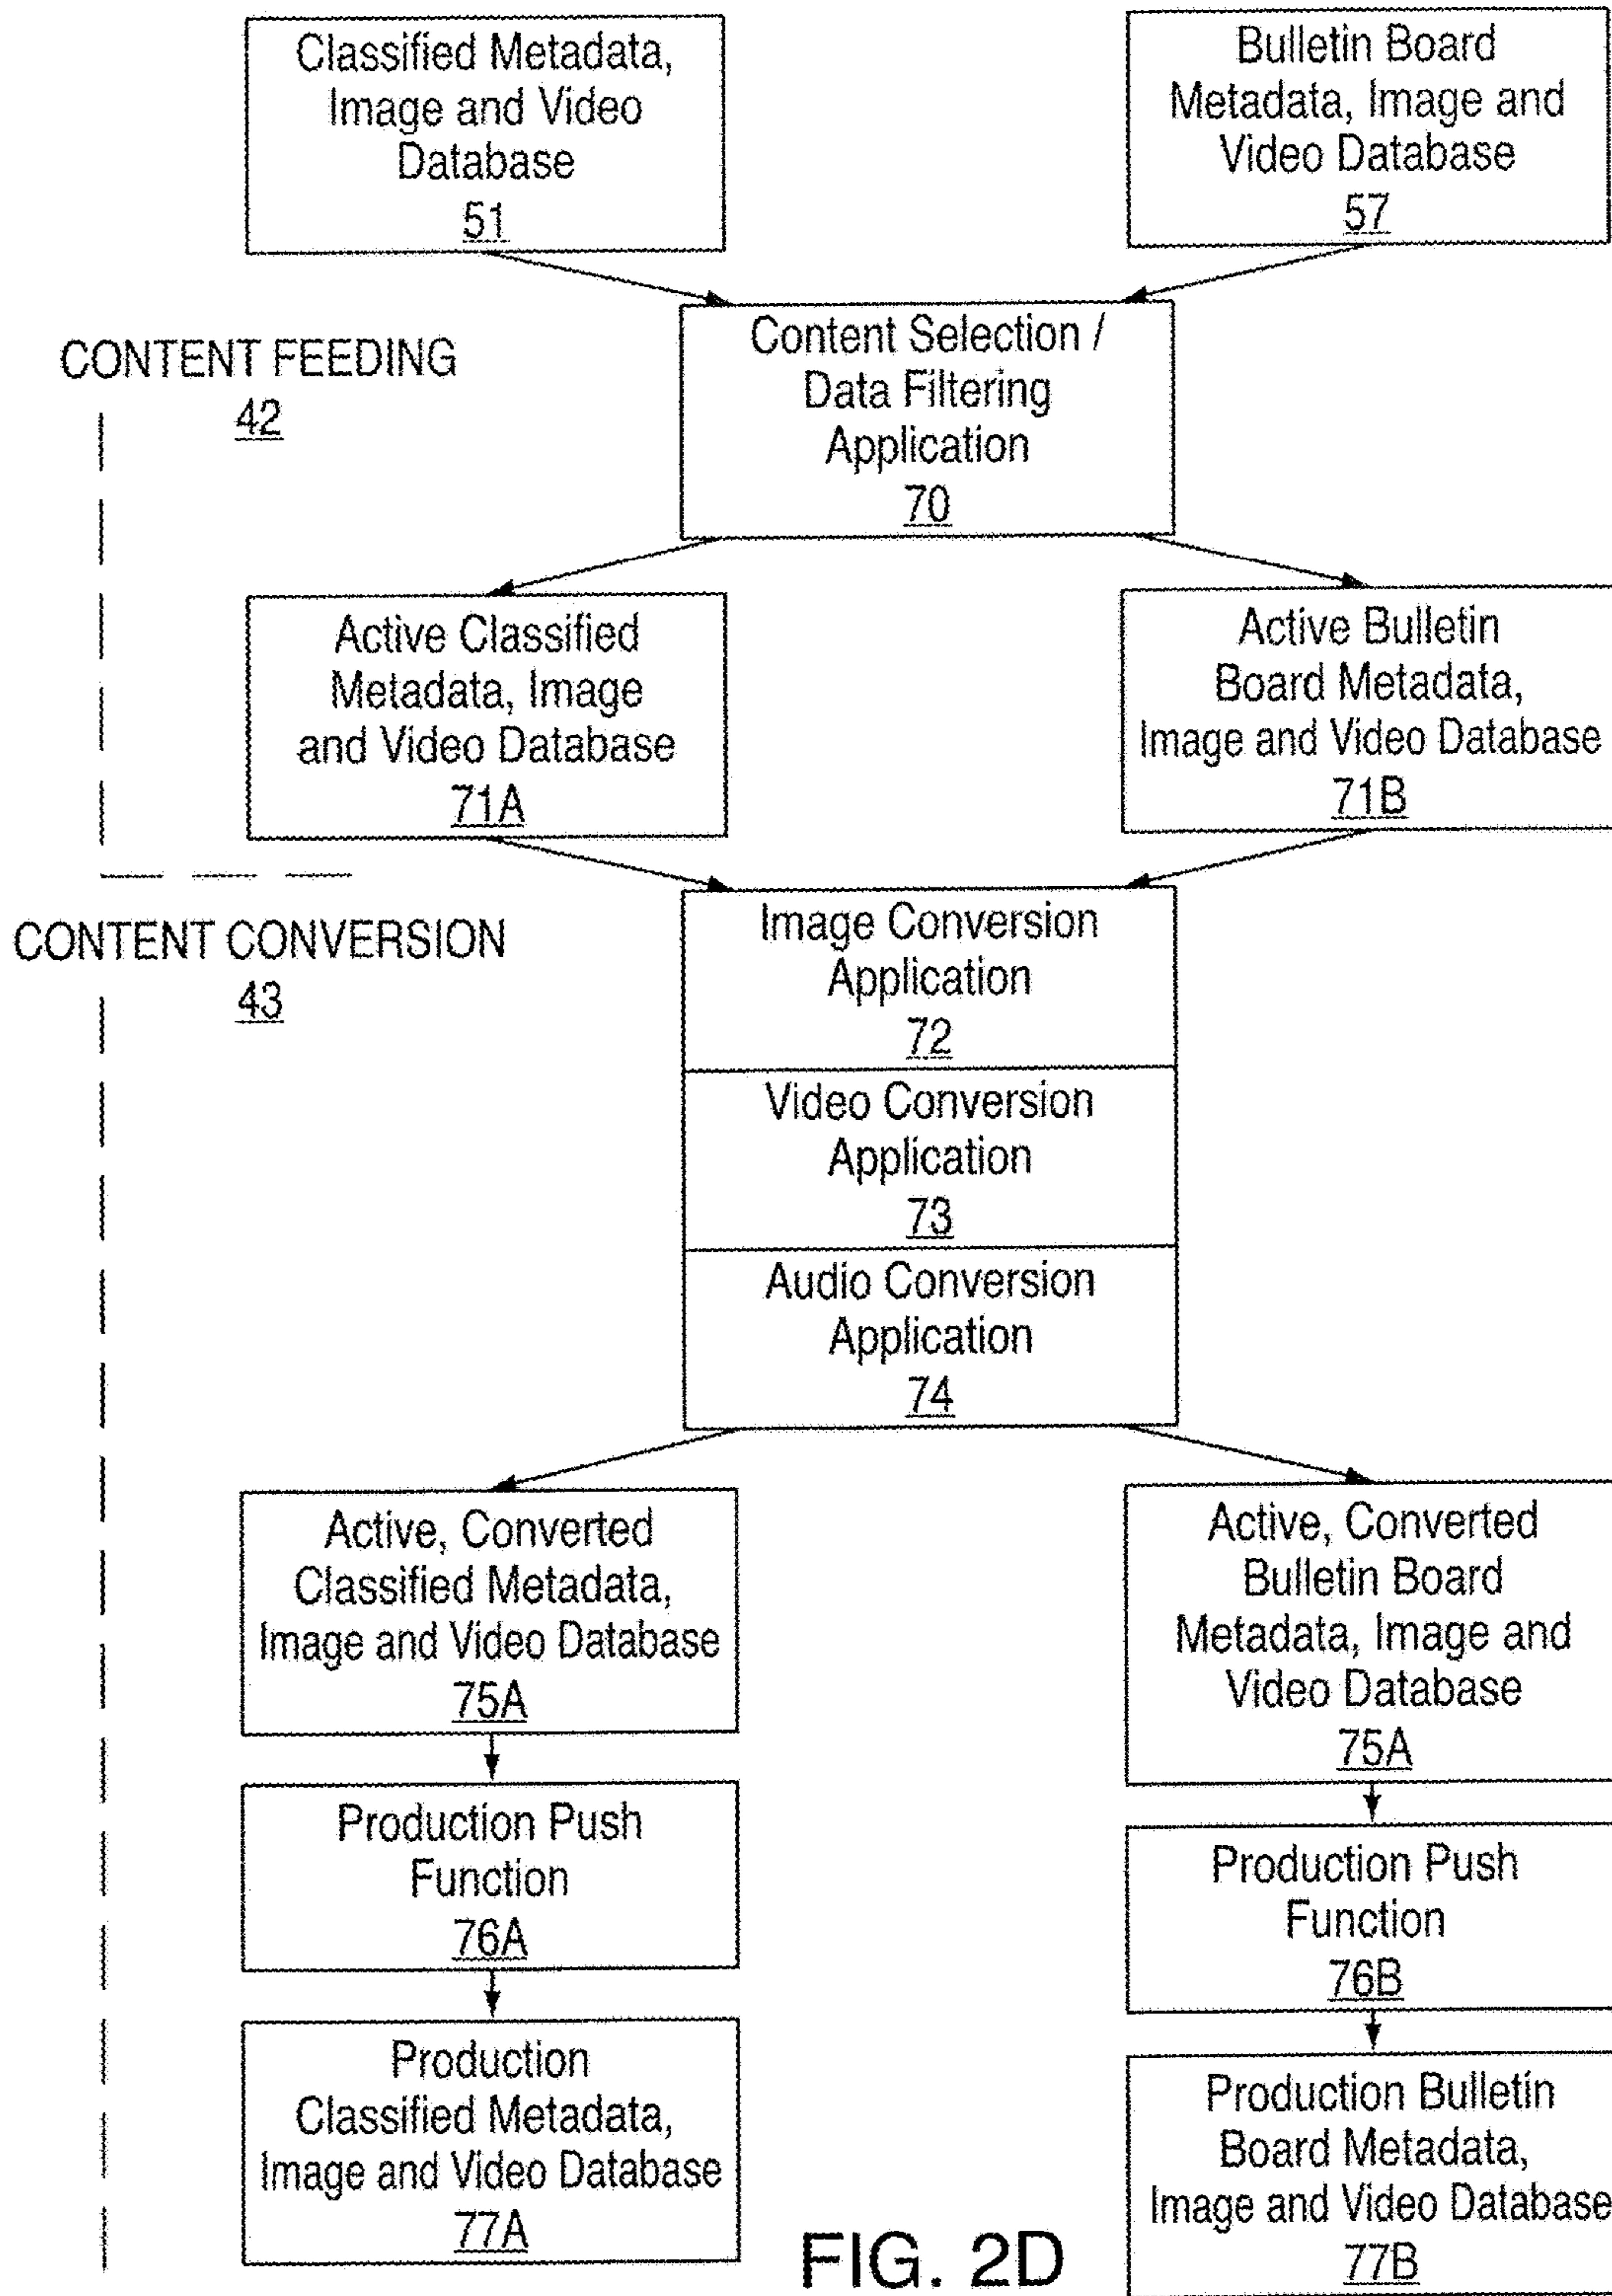 Classified Metadata,
Image and Video
Database
51
Bulletin Board
Metadata, Image and
Video Database
57
CONTENT FEEDING
42
Content Selection /
Data Filtering
Application
70
Active Classified
Metadata, Image
and Video Database
71A
Active Bulletin
Board Metadata,
Image and Video Database
71B
CONTENT CONVERSION
43
Image Conversion
Application
72
Video Conversion
Application
73
Audio Conversion
Application
74
Active, Converted
Classified Metadata,
Image and Video Database
75A
Active, Converted
Bulletin Board
Metadata, Image and
Video Database
75A
Production Push
Function
76A
Production Push
Function
76B
Production
Classified Metadata,
Image and Video Database
77A
Production Bulletin
Board Metadata,
Image and Video Database
77B
FIG. 2D